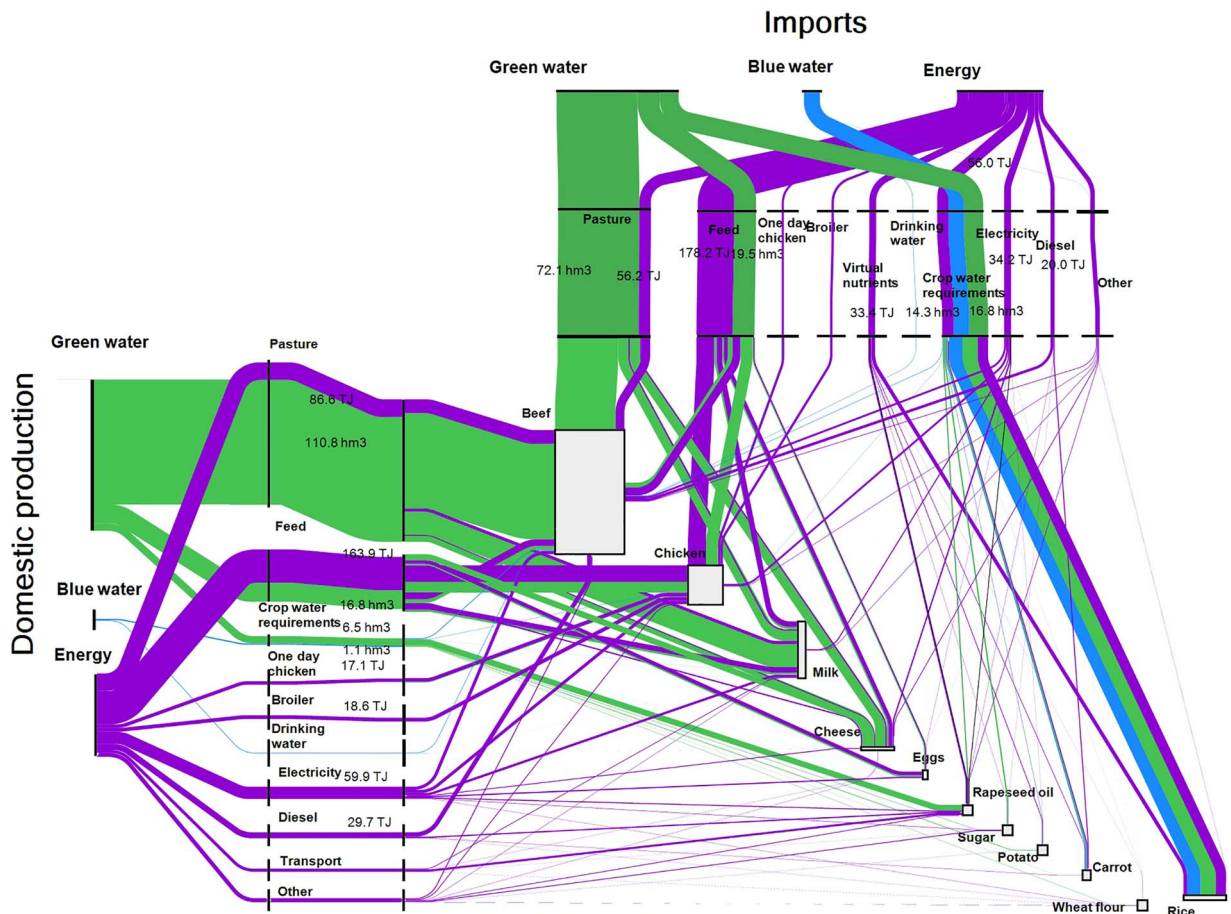 Imports
Green water
Blue water
Energy
56.0 TJ
Pasture
Feed
One day
chicken
Broiler
Drinking
water
Electricity
Diesel
Other
72.1 hm3
56.2 TJ
178.2 TJ
19.5 hm3
Virtual
nutrients
Crop water
requirements
34.2 TJ
20.0 TJ
33.4 TJ
14.3 hm3
16.8 hm3
Domestic production
Green water
Pasture
86.6 TJ
110.8 hm3
Beef
Feed
163.9 TJ
Chicken
Blue water
Crop water
requirements
16.8 hm3
6.5 hm3
1.1 hm3
Energy
One day
chicken
17.1 TJ
Milk
Broiler
18.6 TJ
Drinking
water
Cheese
Eggs
Electricity
59.9 TJ
Rapeseed oil
Diesel
29.7 TJ
Sugar
Potato
Transport
Carrot
Other
Wheat flour
Rice